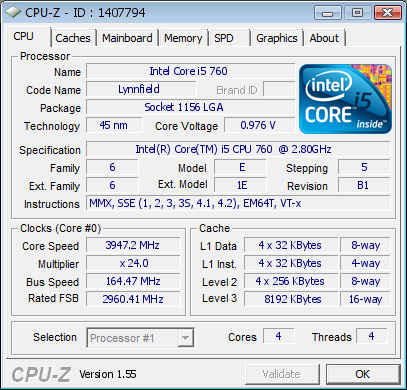 CPU-Z - ID : 1407794
CPU Caches Mainboard Memory SPD Graphics About
Processor
Name Intel Core i5 760
Code Name Lynnfield Brand ID
Package Socket 1156 LGA
Technology 45 nm Core Voltage 0.976 V
intel i5
CORE inside™
Specification Intel(R) Core(TM) i5 CPU 760 @ 2.80GHz
Family 6 Model E Stepping 5
Ext. Family 6 Ext. Model 1E Revision B1
Instructions MMX, SSE (1, 2, 3, 3S, 4.1, 4.2), EM64T, VT-x
Clocks (Core #0) Cache
Core Speed 3947.2 MHz L1 Data 4 x 32 KBytes 8-way
Multiplier x 24.0 L1 Inst. 4 x 32 KBytes 4-way
Bus Speed 164.47 MHz Level 2 4 x 256 KBytes 8-way
Rated FSB 2960.41 MHz Level 3 8192 KBytes 16-way
Selection Processor #1 Cores 4 Threads 4
CPU-Z Version 1.55 Validate OK